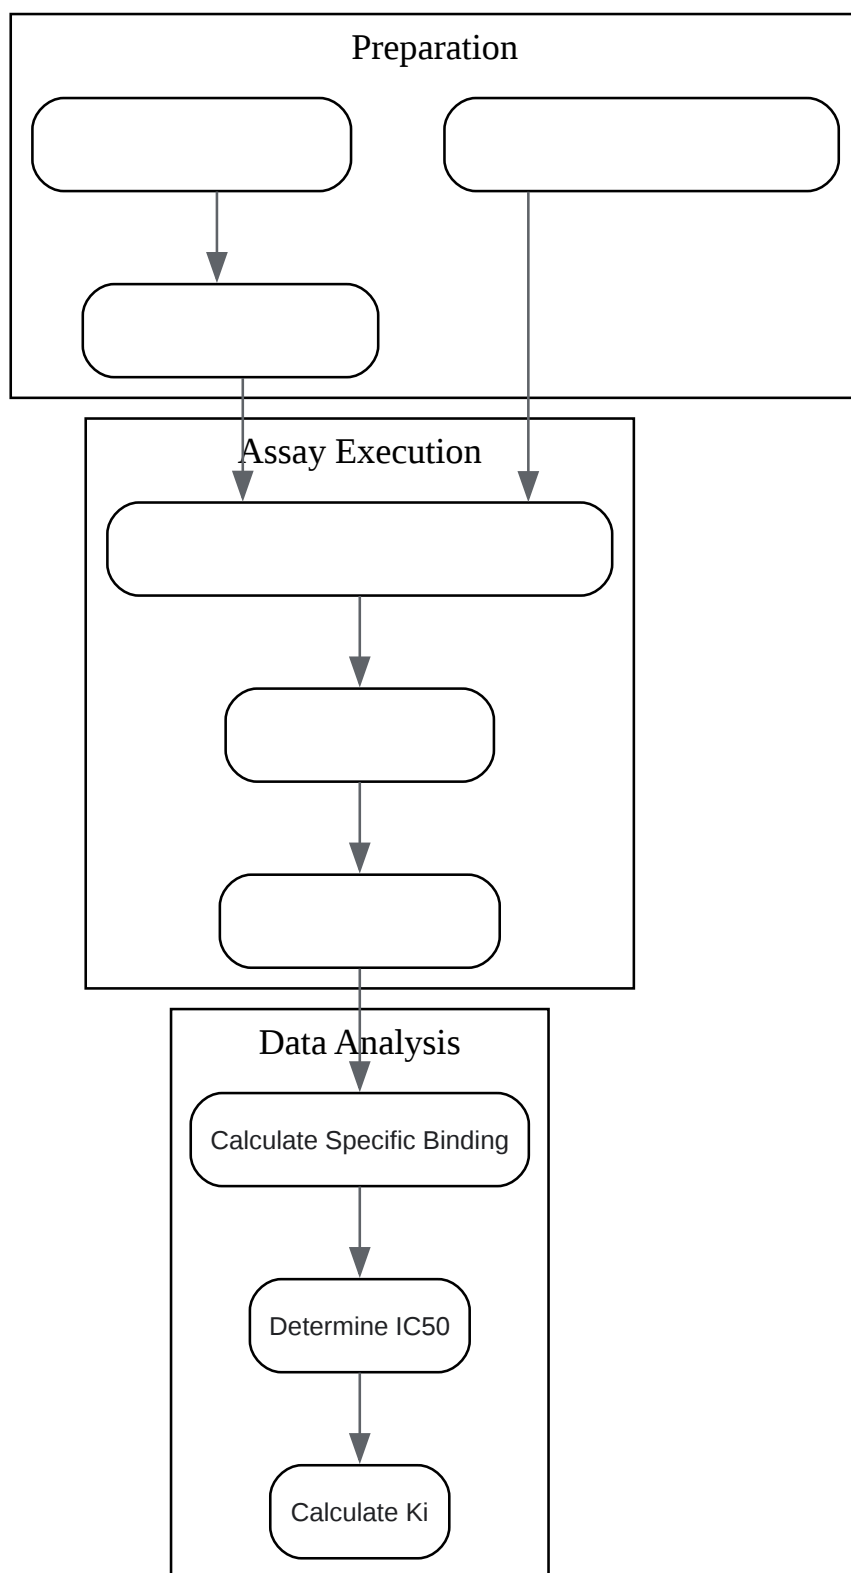 Preparation
Assay Execution
Data Analysis
Calculate Specific Binding
Determine IC50
Calculate Ki